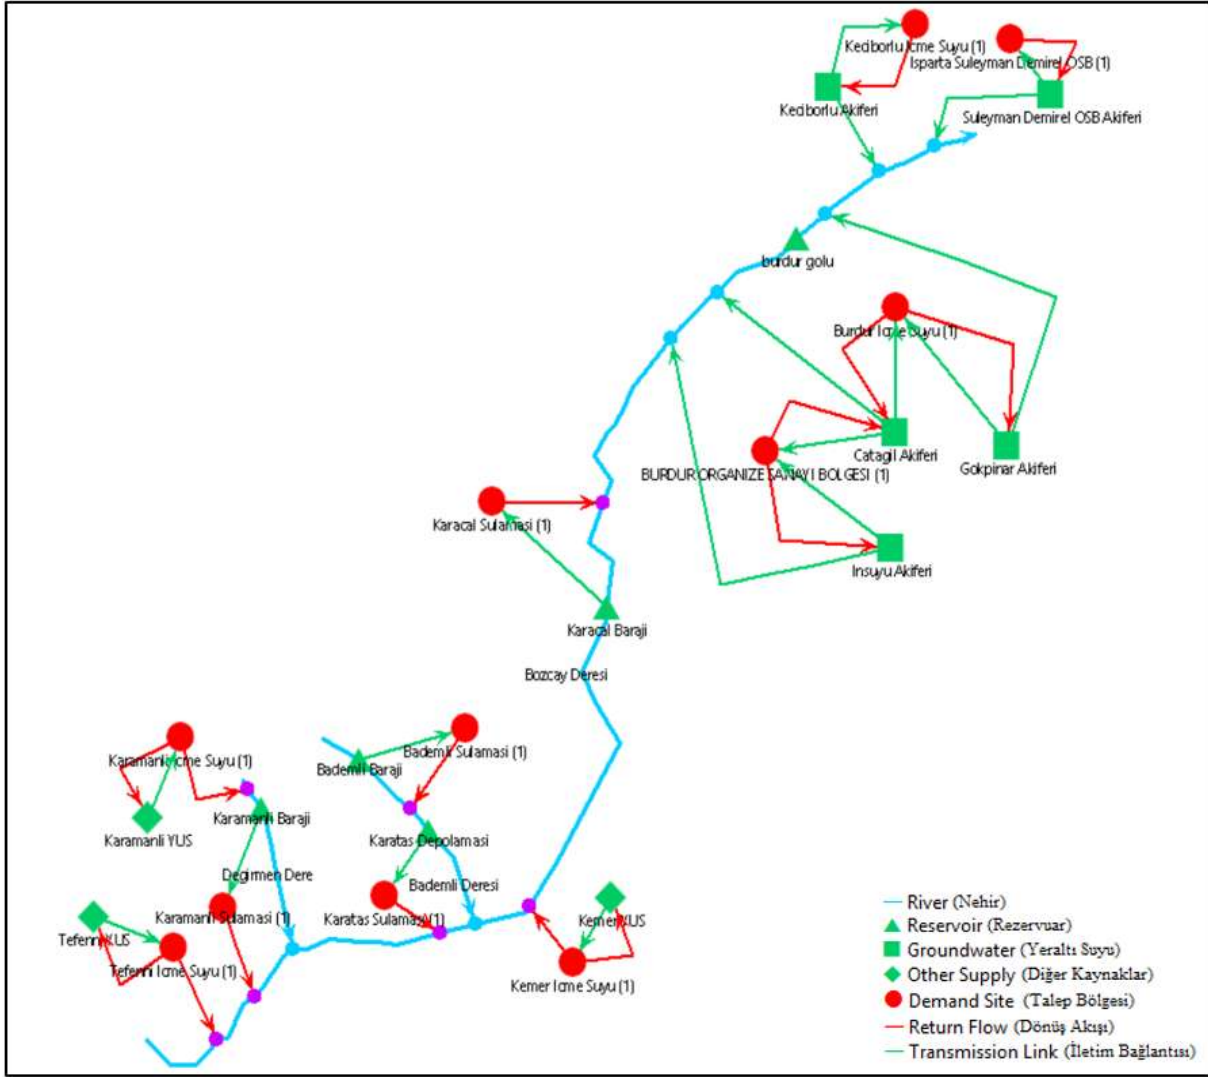 Keciborlu Icme Suyu (1)
Isparta Suleyman Demirel OSB (1)
Keciborlu Akiferi
Suleyman Demirel OSB Akiferi
burdur golu
Burdur Icme Suyu (1)
Catagil Akiferi
Gokpinar Akiferi
BURDUR ORGANIZE SANAYI BOLGESI (1)
Karacal Sulamasi (1)
Insuyu Akiferi
Karacal Baraji
Bozcay Deresi
Karamanli Icme Suyu (1)
Bademli Sulamasi (1)
Bademli Baraji
Karamanli Baraji
Karamanli YUS
Karatas Depolamasi
Degirmen Dere
Bademli Deresi
Karamanli Sulamasi (1)
Karatas Sulamasi (1)
Kemer YUS
Tefenni YUS
Tefenni Icme Suyu (1)
Kemer Icme Suyu (1)
River (Nehir)
Reservoir (Rezervuar)
Groundwater (Yeraltı Suyu)
Other Supply (Diğer Kaynaklar)
Demand Site (Talep Bölgesi)
Return Flow (Dönüş Akışı)
Transmission Link (İletim Bağlantısı)